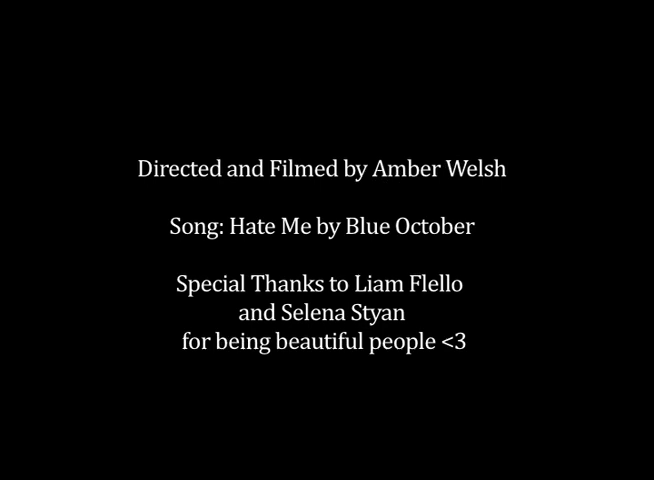 Directed and Filmed by Amber Welsh
Song: Hate Me by Blue October
Special Thanks to Liam Flello
and Selena Styan
for being beautiful people <3